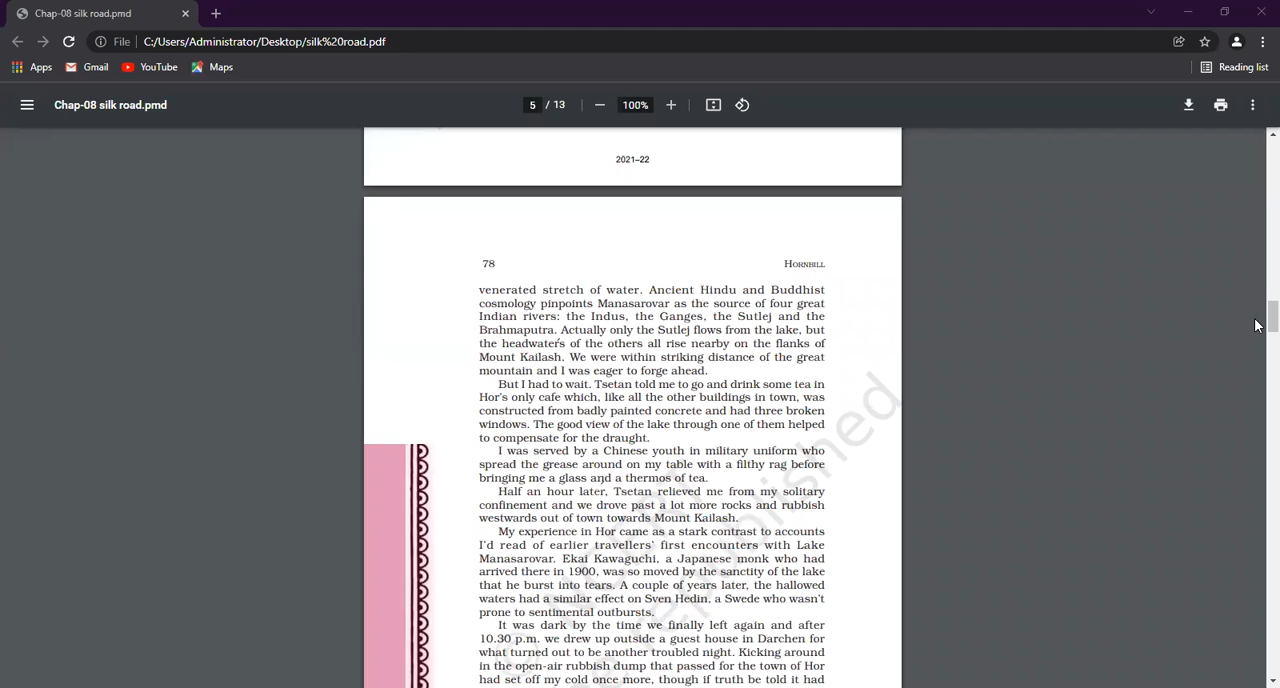 Chap-08 silk road.pmd
File
C:/Users/Administrator/Desktop/silk%20road.pdf
Apps
Gmail
YouTube
Maps
Reading list
Chap-08 silk road.pmd
5 / 13
100%
2021–22
78
HORNBILL
venerated stretch of water. Ancient Hindu and Buddhist
cosmology pinpoints Manasarovar as the source of four great
Indian rivers: the Indus, the Ganges, the Sutlej and the
Brahmaputra. Actually only the Sutlej flows from the lake, but
the headwaters of the others all rise nearby on the flanks of
Mount Kailash. We were within striking distance of the great
mountain and I was eager to forge ahead.
But I had to wait. Tsetan told me to go and drink some tea in
Hor's only cafe which, like all the other buildings in town, was
constructed from badly painted concrete and had three broken
windows. The good view of the lake through one of them helped
to compensate for the draught.
I was served by a Chinese youth in military uniform who
spread the grease around on my table with a filthy rag before
bringing me a glass and a thermos of tea.
Half an hour later, Tsetan relieved me from my solitary
confinement and we drove past a lot more rocks and rubbish
westwards out of town towards Mount Kailash.
My experience in Hor came as a stark contrast to accounts
I'd read of earlier travellers' first encounters with Lake
Manasarovar. Ekai Kawaguchi, a Japanese monk who had
arrived there in 1900, was so moved by the sanctity of the lake
that he burst into tears. A couple of years later, the hallowed
waters had a similar effect on Sven Hedin, a Swede who wasn't
prone to sentimental outbursts.
It was dark by the time we finally left again and after
10.30 p.m. we drew up outside a guest house in Darchen for
what turned out to be another troubled night. Kicking around
in the open-air rubbish dump that passed for the town of Hor
had set off my cold once more, though if truth be told it had
published